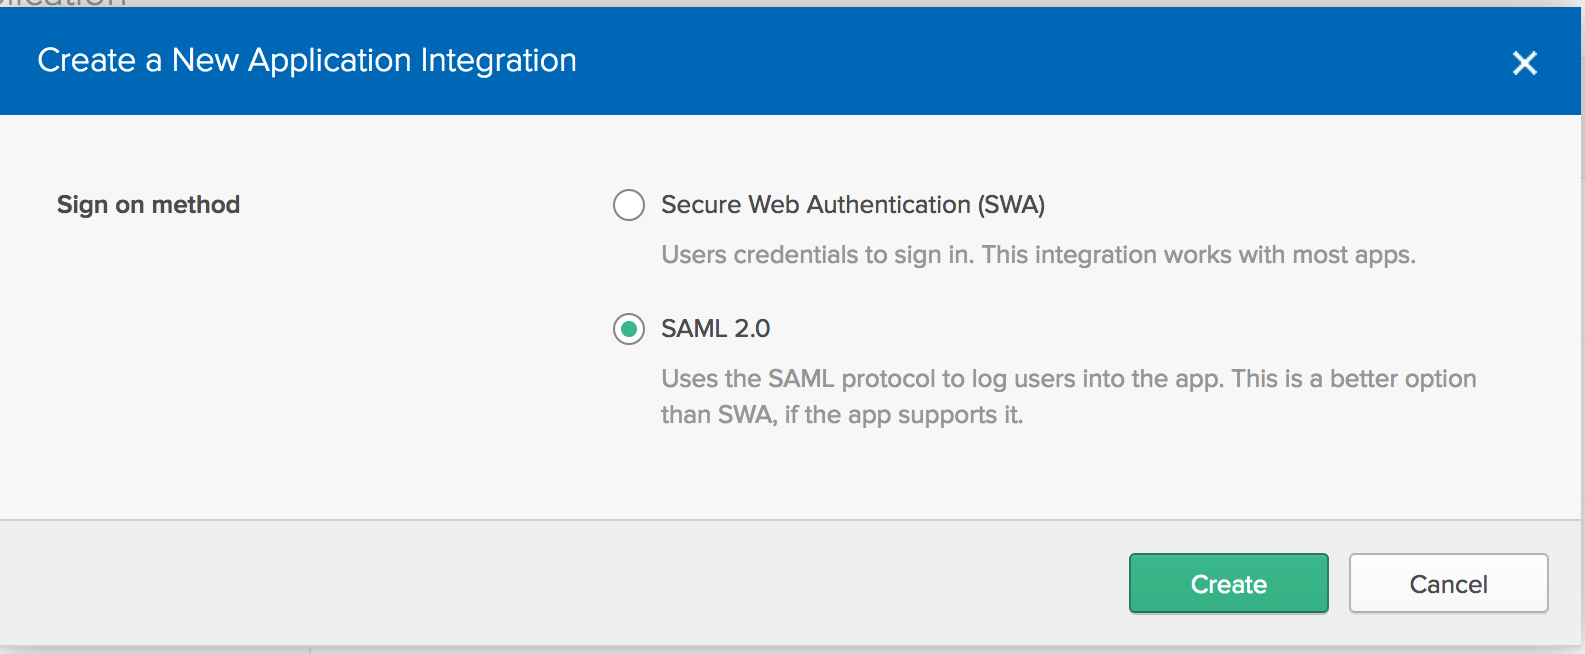 Create a New Application Integration
Sign on method
Secure Web Authentication (SWA)
Users credentials to sign in. This integration works with most apps.
SAML 2.0
Uses the SAML protocol to log users into the app. This is a better option
than SWA, if the app supports it.
Create
Cancel